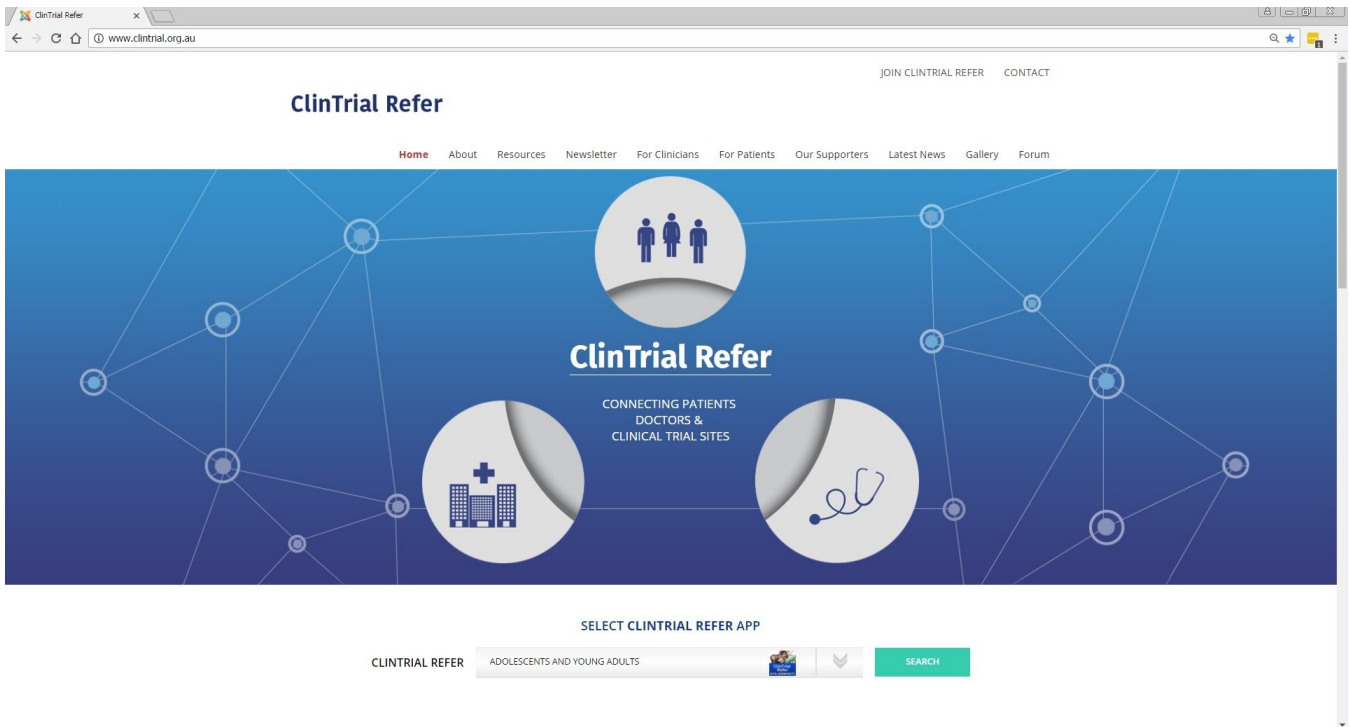 ClinTrial Refer
www.clintrial.org.au
1
JOIN CLINTRIAL REFER CONTACT
ClinTrial Refer
Home About Resources Newsletter For Clinicians For Patients Our Supporters Latest News Gallery Forum
ClinTrial Refer
CONNECTING PATIENTS
DOCTORS &
CLINICAL TRIAL SITES
SELECT CLINTRIAL REFER APP
CLINTRIAL REFER ADOLESCENTS AND YOUNG ADULTS SEARCH